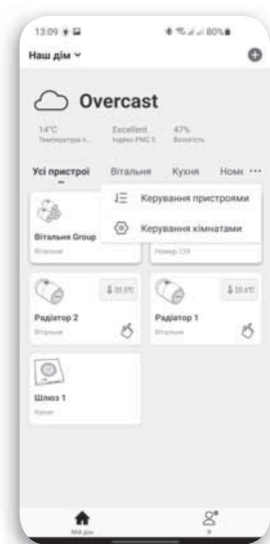 13:09 80%
Наш дім
Overcast
14°C Excellent 47%
Температура п... Індекс PM2.5 Вологість
Усі пристрої Вітальня Кухня Номе ...
Керування пристроями
Керування кімнатами
Вітальня Group
Вітальня Номер 124
Радіатор 2 Радіатор 1
Вітальня Вітальня
Шлюз 1
Кухня
Мій дім Я